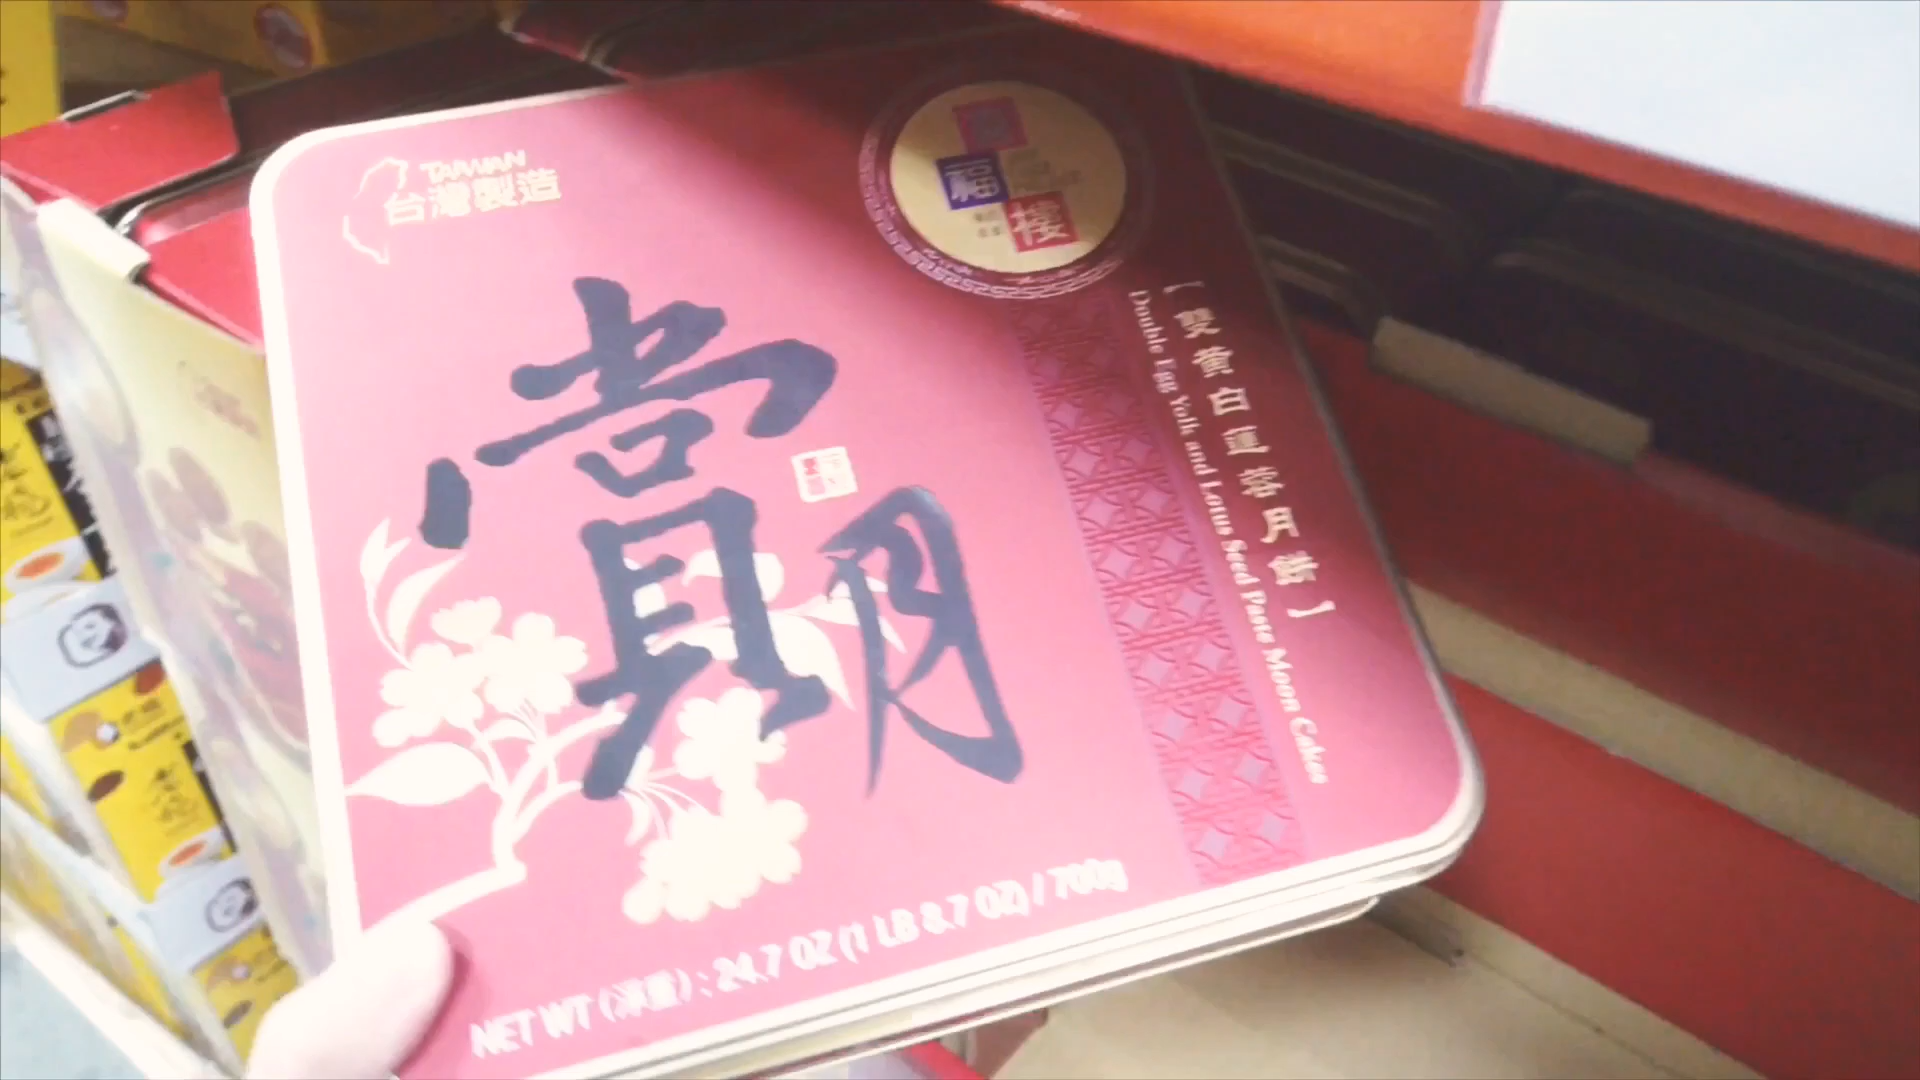 TAIWAN
台灣製造
福
樓
賞月
【雙黃白蓮蓉月餅】
Double Egg Yolk and Lotus Seed Paste Moon Cakes
NET WT (淨重) : 24.7 OZ (1 LB 8.7 OZ) / 700g